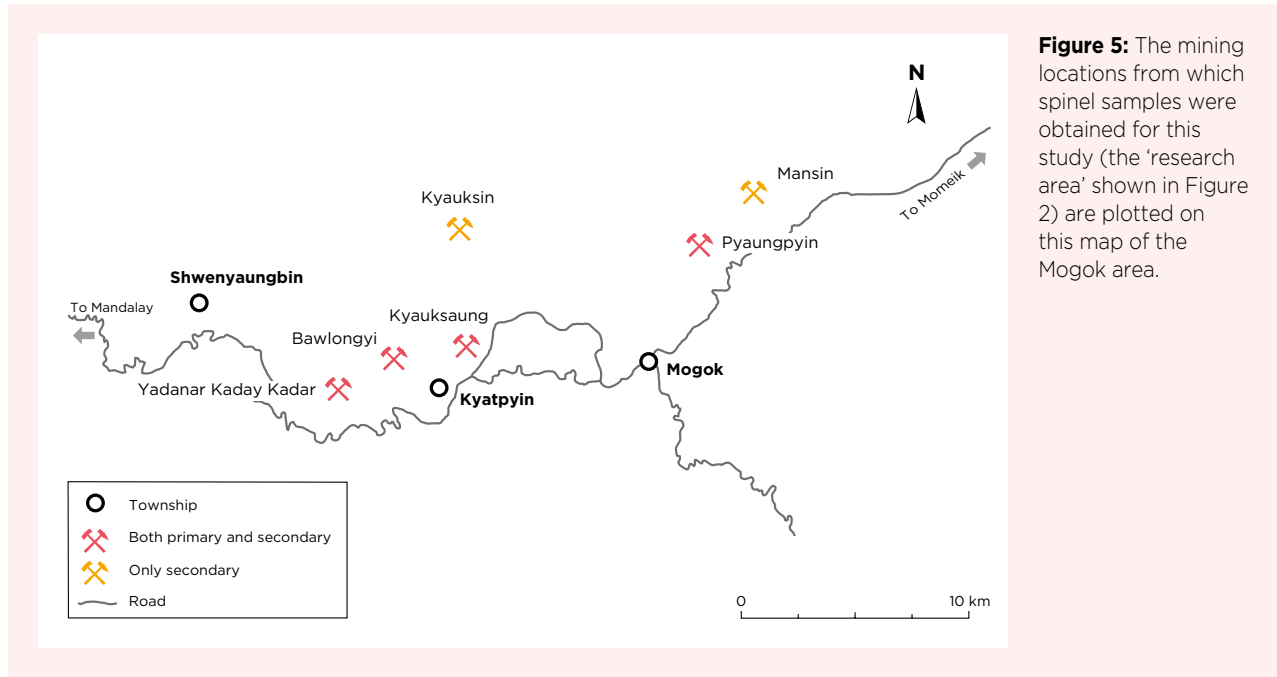 N
Mansin
Kyauksin
To Momeik
Pyaungpyin
Shwenyaungbin
To Mandalay
Kyauksaung
Bawlongyi
Mogok
Yadanar Kaday Kadar
Kyatpyin
Township
Both primary and secondary
Only secondary
Road
0 10 km
Figure 5: The mining
locations from which
spinel samples were
obtained for this
study (the ‘research
area’ shown in Figure
2) are plotted on
this map of the
Mogok area.